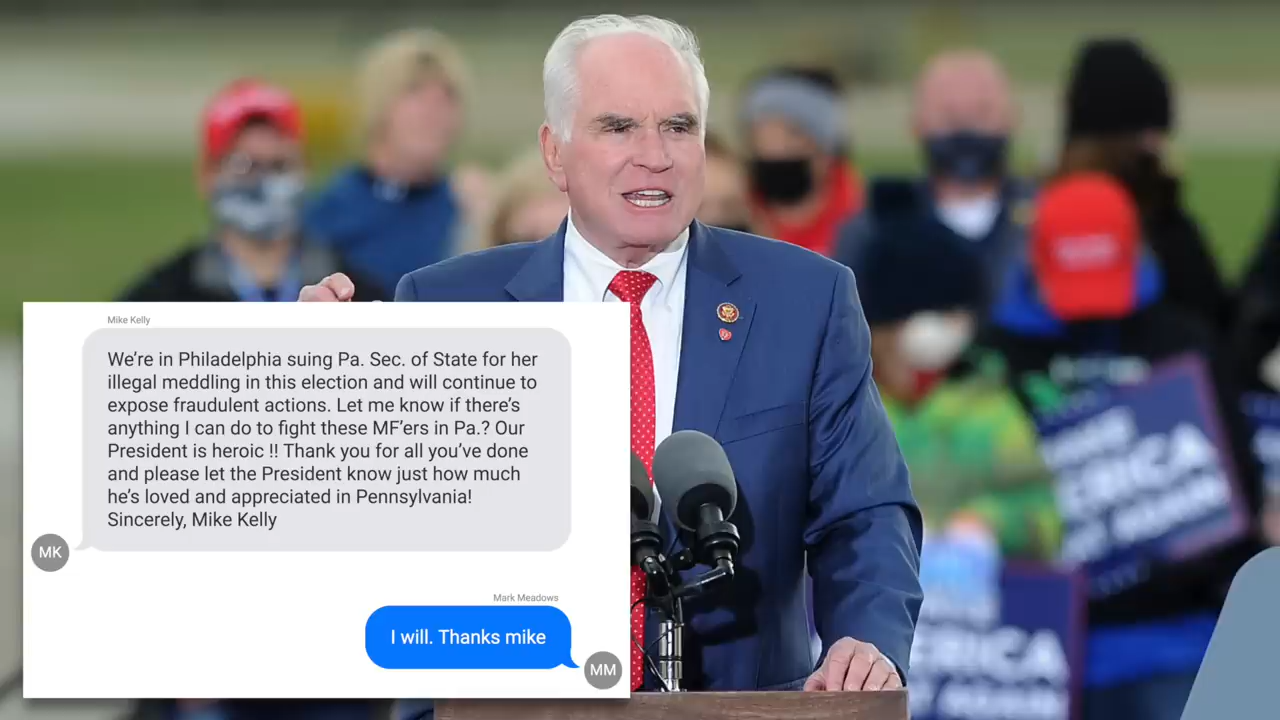 Mike Kelly
We’re in Philadelphia suing Pa. Sec. of State for her
illegal meddling in this election and will continue to
expose fraudulent actions. Let me know if there’s
anything I can do to fight these MF’ers in Pa.? Our
President is heroic !! Thank you for all you’ve done
and please let the President know just how much
he’s loved and appreciated in Pennsylvania!
Sincerely, Mike Kelly
MK
Mark Meadows
I will. Thanks mike
MM